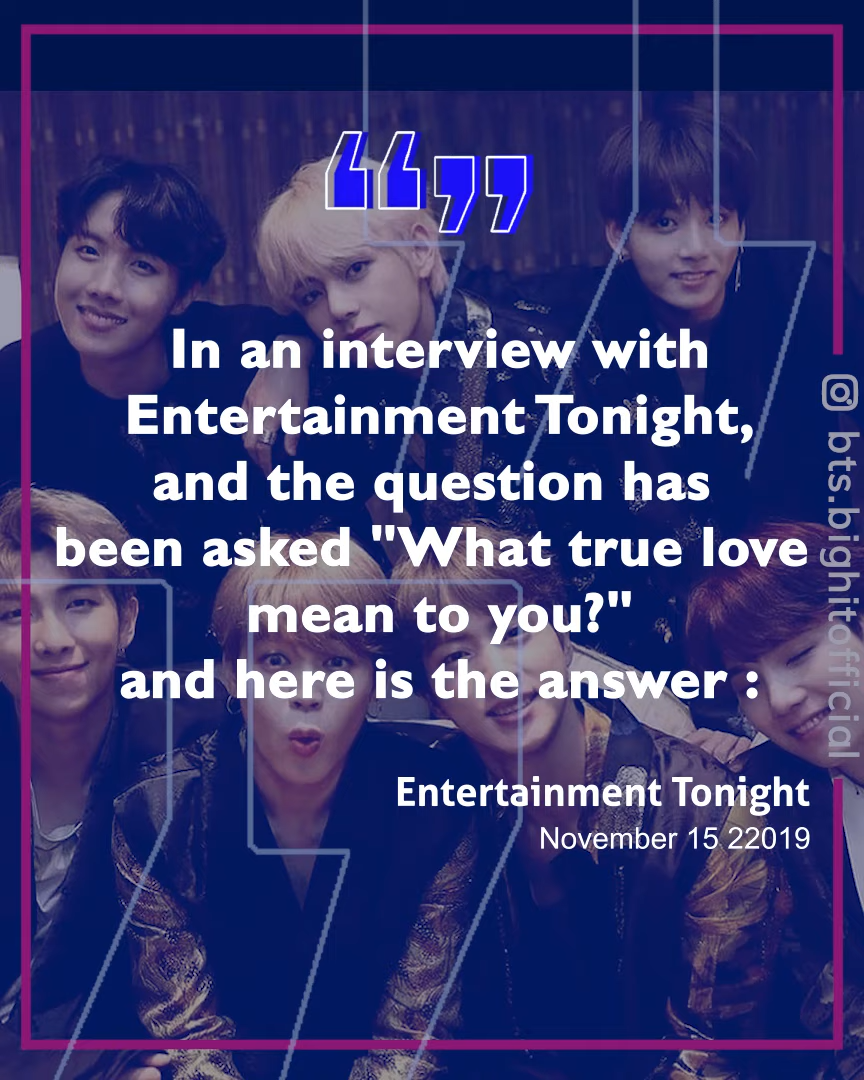 “”
In an interview with
Entertainment Tonight,
and the question has
been asked "What true love
mean to you?"
and here is the answer :
Entertainment Tonight
November 15 22019
bts.bighitofficial